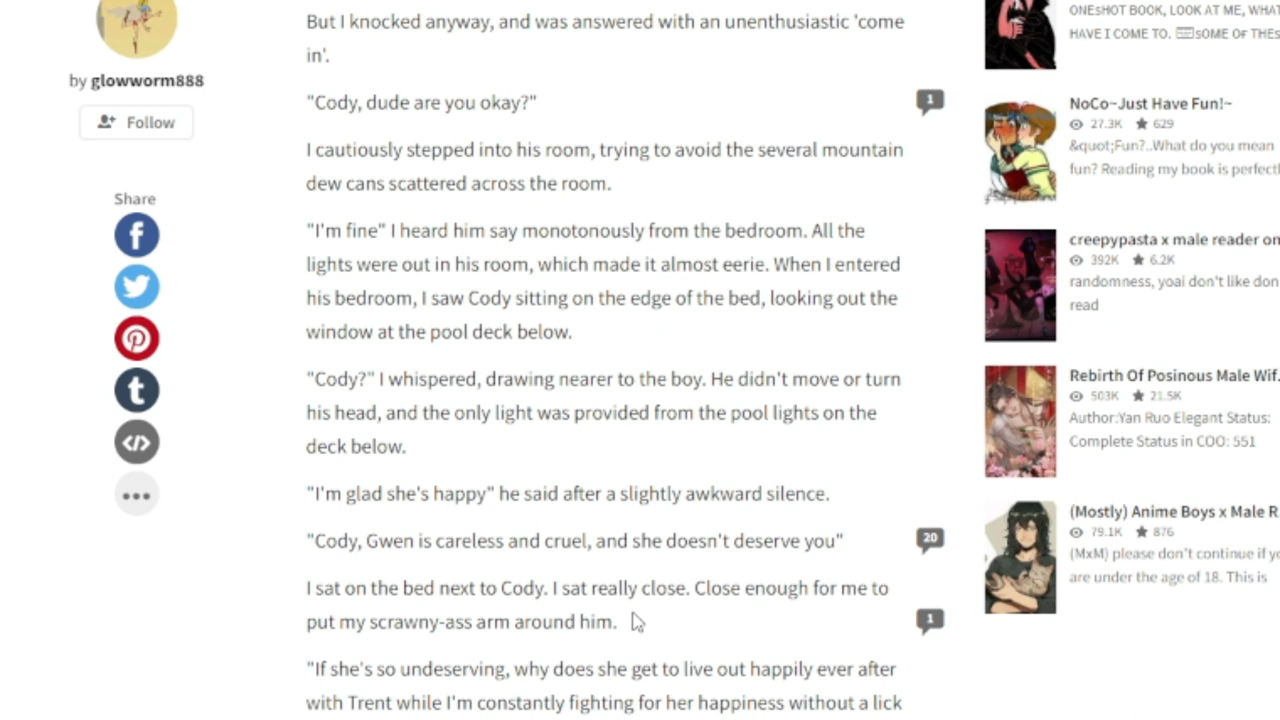 by glowworm888
Follow
Share
But I knocked anyway, and was answered with an unenthusiastic 'come
in'.
"Cody, dude are you okay?"
1
I cautiously stepped into his room, trying to avoid the several mountain
dew cans scattered across the room.
"I'm fine" I heard him say monotonously from the bedroom. All the
lights were out in his room, which made it almost eerie. When I entered
his bedroom, I saw Cody sitting on the edge of the bed, looking out the
window at the pool deck below.
"Cody?" I whispered, drawing nearer to the boy. He didn't move or turn
his head, and the only light was provided from the pool lights on the
deck below.
"I'm glad she's happy" he said after a slightly awkward silence.
"Cody, Gwen is careless and cruel, and she doesn't deserve you"
20
I sat on the bed next to Cody. I sat really close. Close enough for me to
put my scrawny-ass arm around him.
1
"If she's so undeserving, why does she get to live out happily ever after
with Trent while I'm constantly fighting for her happiness without a lick
ONESHOT BOOK, LOOK AT ME, WHAT
HAVE I COME TO. SOME OF THES
NoCo~Just Have Fun!~
27.3K 629
&quot;Fun?..What do you mean
fun? Reading my book is perfectl
creepypasta x male reader on
392K 6.2K
randomness, yoai don't like don
read
Rebirth Of Posinous Male Wif.
503K 21.5K
Author:Yan Ruo Elegant Status:
Complete Status in COO: 551
(Mostly) Anime Boys x Male R
79.1K 876
(MxM) please don't continue if yo
are under the age of 18. This is